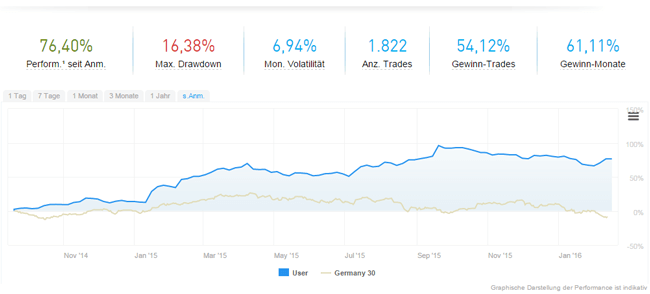 76,40% 16,38% 6,94% 1.822 54,12% 61,11%
Perform.¹ seit Anm. Max. Drawdown Mon. Volatilität Anz. Trades Gewinn-Trades Gewinn-Monate
1 Tag 7 Tage 1 Monat 3 Monate 1 Jahr s.Anm.
150%
100%
50%
0%
-50%
Nov '14 Jan '15 Mar '15 May '15 Jul '15 Sep '15 Nov '15 Jan '16
User Germany 30
Graphische Darstellung der Performance ist indikativ